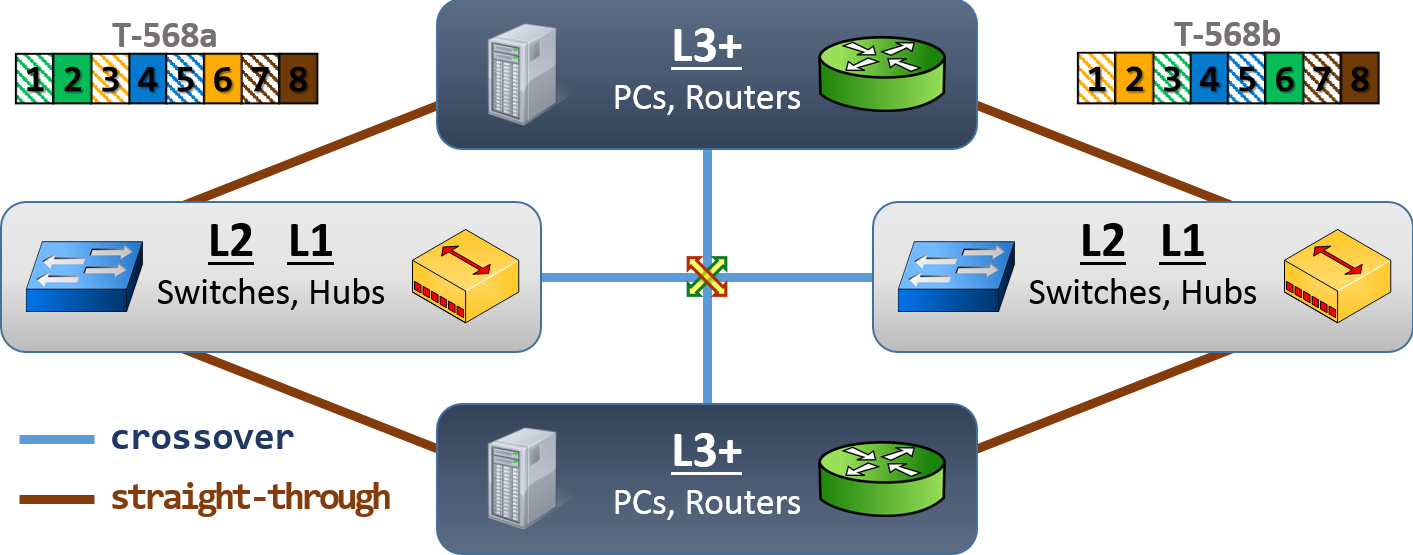 T-568a
1 2 3 4 5 6 7 8
L3+
PCs, Routers
T-568b
1 2 3 4 5 6 7 8
L2 L1
Switches, Hubs
L2 L1
Switches, Hubs
crossover
straight-through
L3+
PCs, Routers